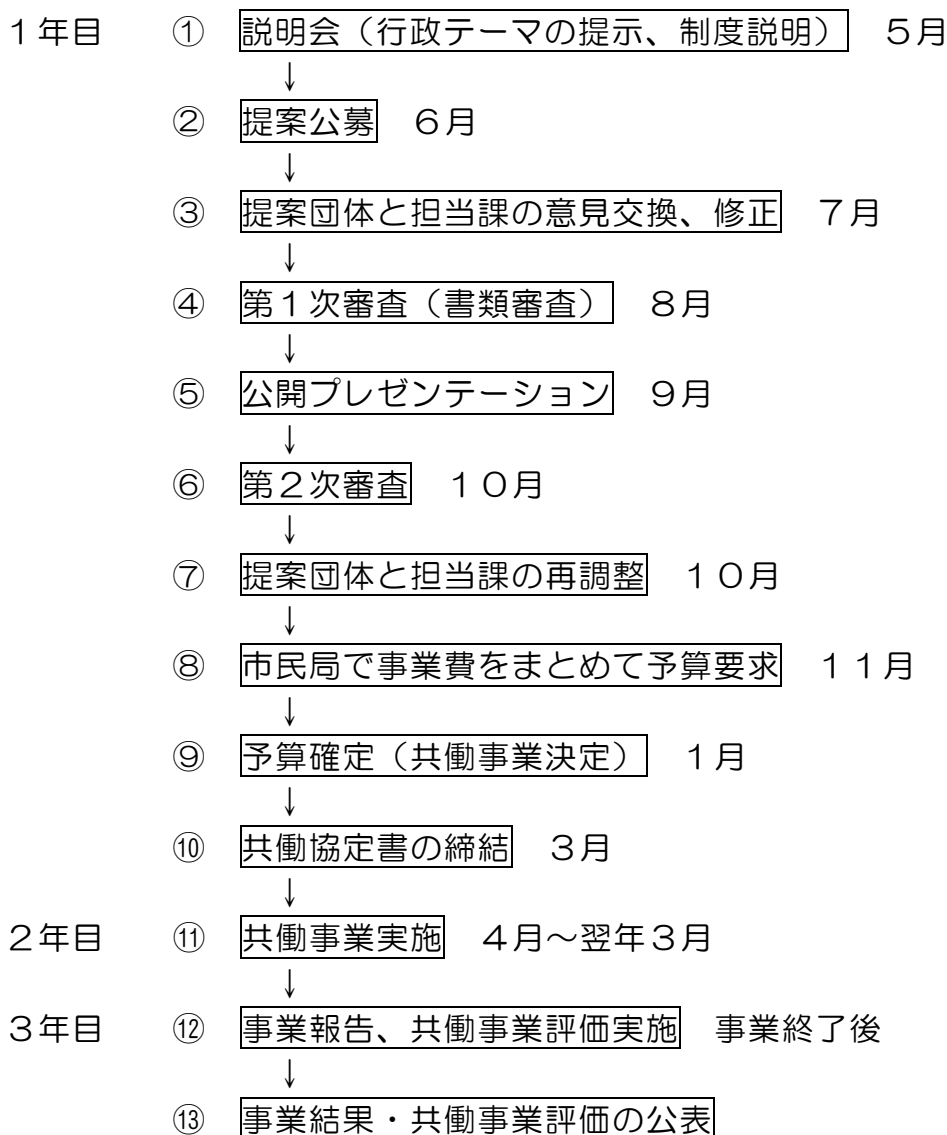 １年目　① 説明会（行政テーマの提示、制度説明）　５月
↓
② 提案公募　６月
↓
③ 提案団体と担当課の意見交換、修正　７月
↓
④ 第１次審査（書類審査）　８月
↓
⑤ 公開プレゼンテーション　９月
↓
⑥ 第２次審査　１０月
↓
⑦ 提案団体と担当課の再調整　１０月
↓
⑧ 市民局で事業費をまとめて予算要求　１１月
↓
⑨ 予算確定（共働事業決定）　１月
↓
⑩ 共働協定書の締結　３月
↓
２年目　⑪ 共働事業実施　４月～翌年３月
↓
３年目　⑫ 事業報告、共働事業評価実施　事業終了後
↓
⑬ 事業結果・共働事業評価の公表